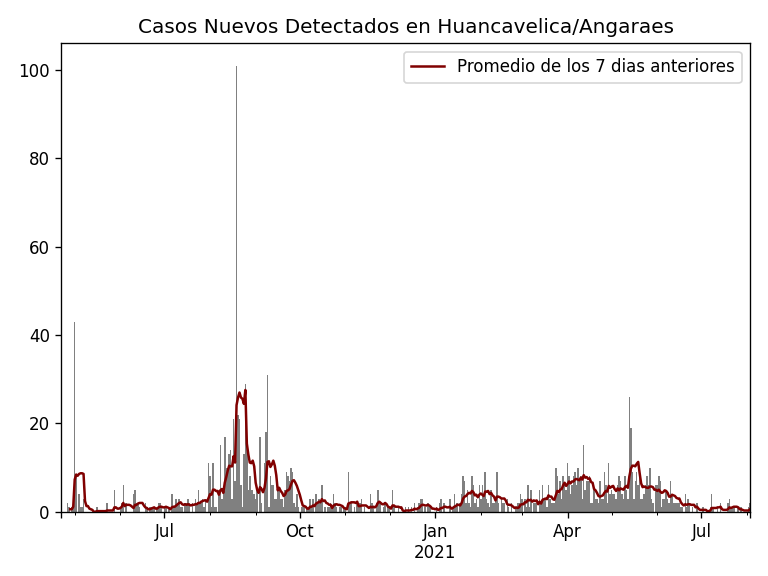 Casos Nuevos Detectados en Huancavelica/Angaraes
Promedio de los 7 dias anteriores
100
80
60
40
20
0
Jul
Oct
Jan
2021
Apr
Jul